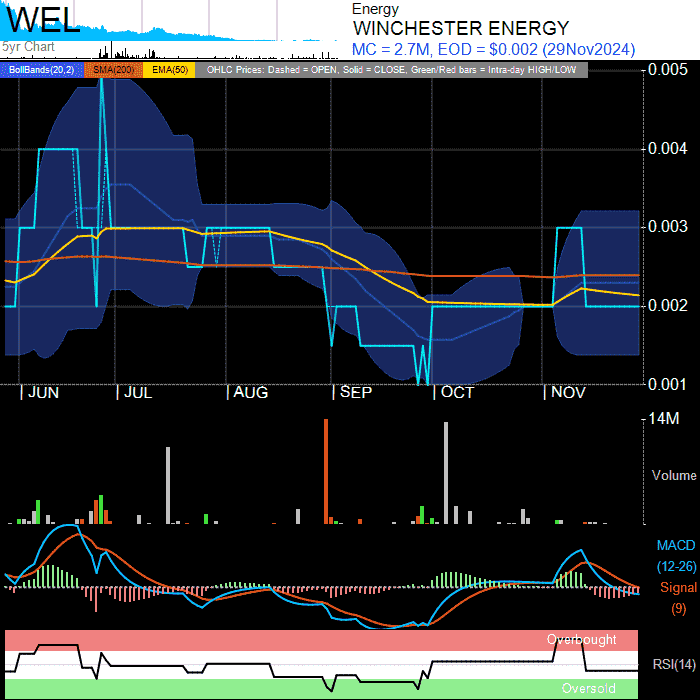 WEL
Energy
WINCHESTER ENERGY
MC = 2.7M, EOD = $0.002 (29Nov2024)
5yr Chart
BollBands(20,2) SMA(200) EMA(50) OHLC Prices: Dashed = OPEN, Solid = CLOSE, Green/Red bars = Intra-day HIGH/LOW
0.005
0.004
0.003
0.002
0.001
| JUN | JUL | AUG | SEP | OCT | NOV
14M
Volume
MACD
(12-26)
Signal
(9)
Overbought
RSI(14)
Oversold